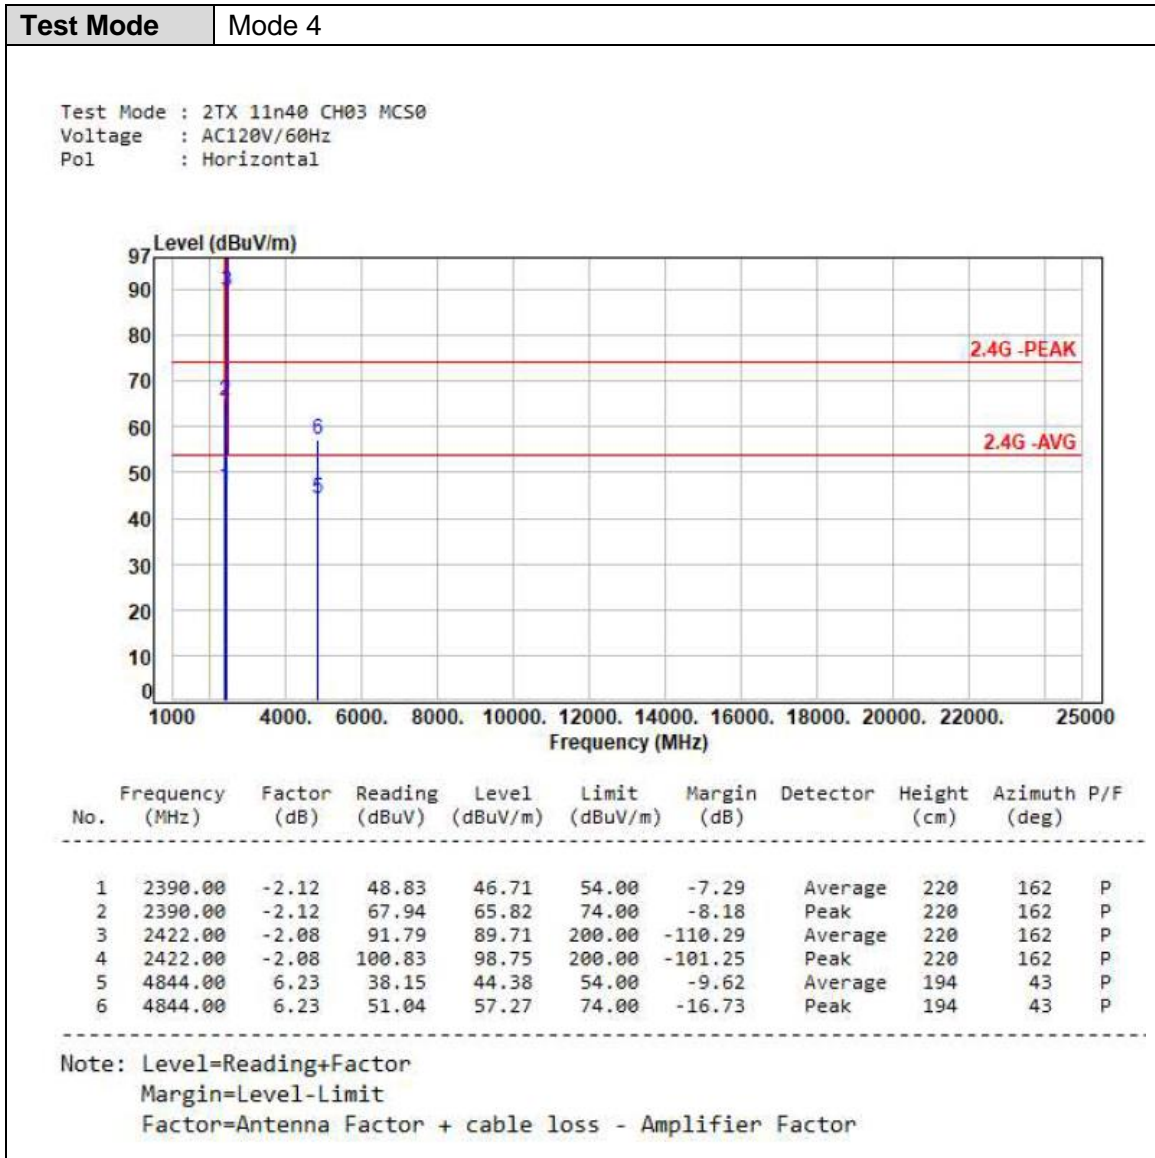 Test Mode Mode 4
Test Mode : 2TX 11n40 CH03 MCS0
Voltage : AC120V/60Hz
Pol : Horizontal
97 Level (dBuV/m)
90
80
70
60
50
40
30
20
10
0
3
2.4G -PEAK
2
6
2.4G -AVG
1
5
1000 4000. 6000. 8000. 10000. 12000. 14000. 16000. 18000. 20000. 22000. 25000
Frequency (MHz)
Frequency Factor Reading Level Limit Margin Detector Height Azimuth P/F
No. (MHz) (dB) (dBuV) (dBuV/m) (dBuV/m) (dB) (cm) (deg)
1 2390.00 -2.12 48.83 46.71 54.00 -7.29 Average 220 162 P
2 2390.00 -2.12 67.94 65.82 74.00 -8.18 Peak 220 162 P
3 2422.00 -2.08 91.79 89.71 200.00 -110.29 Average 220 162 P
4 2422.00 -2.08 100.83 98.75 200.00 -101.25 Peak 220 162 P
5 4844.00 6.23 38.15 44.38 54.00 -9.62 Average 194 43 P
6 4844.00 6.23 51.04 57.27 74.00 -16.73 Peak 194 43 P
Note: Level=Reading+Factor
Margin=Level-Limit
Factor=Antenna Factor + cable loss - Amplifier Factor